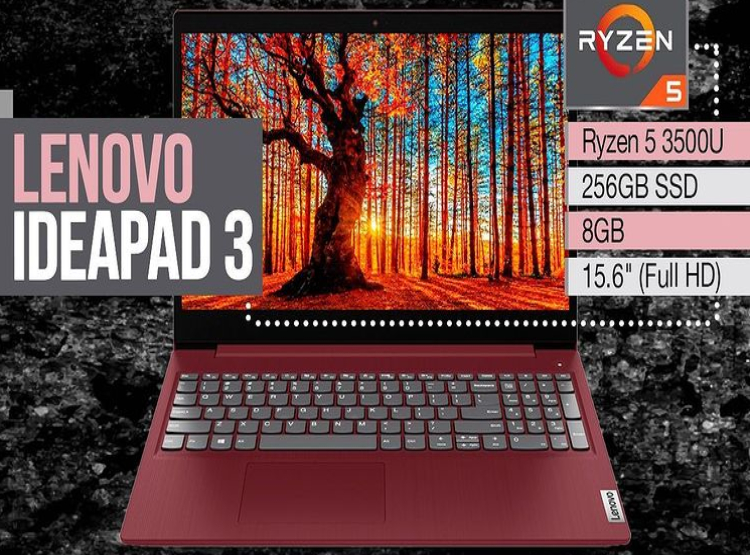 LENOVO
IDEAPAD 3
RYZEN
5
Ryzen 5 3500U
256GB SSD
8GB
15.6" (Full HD)
Lenovo